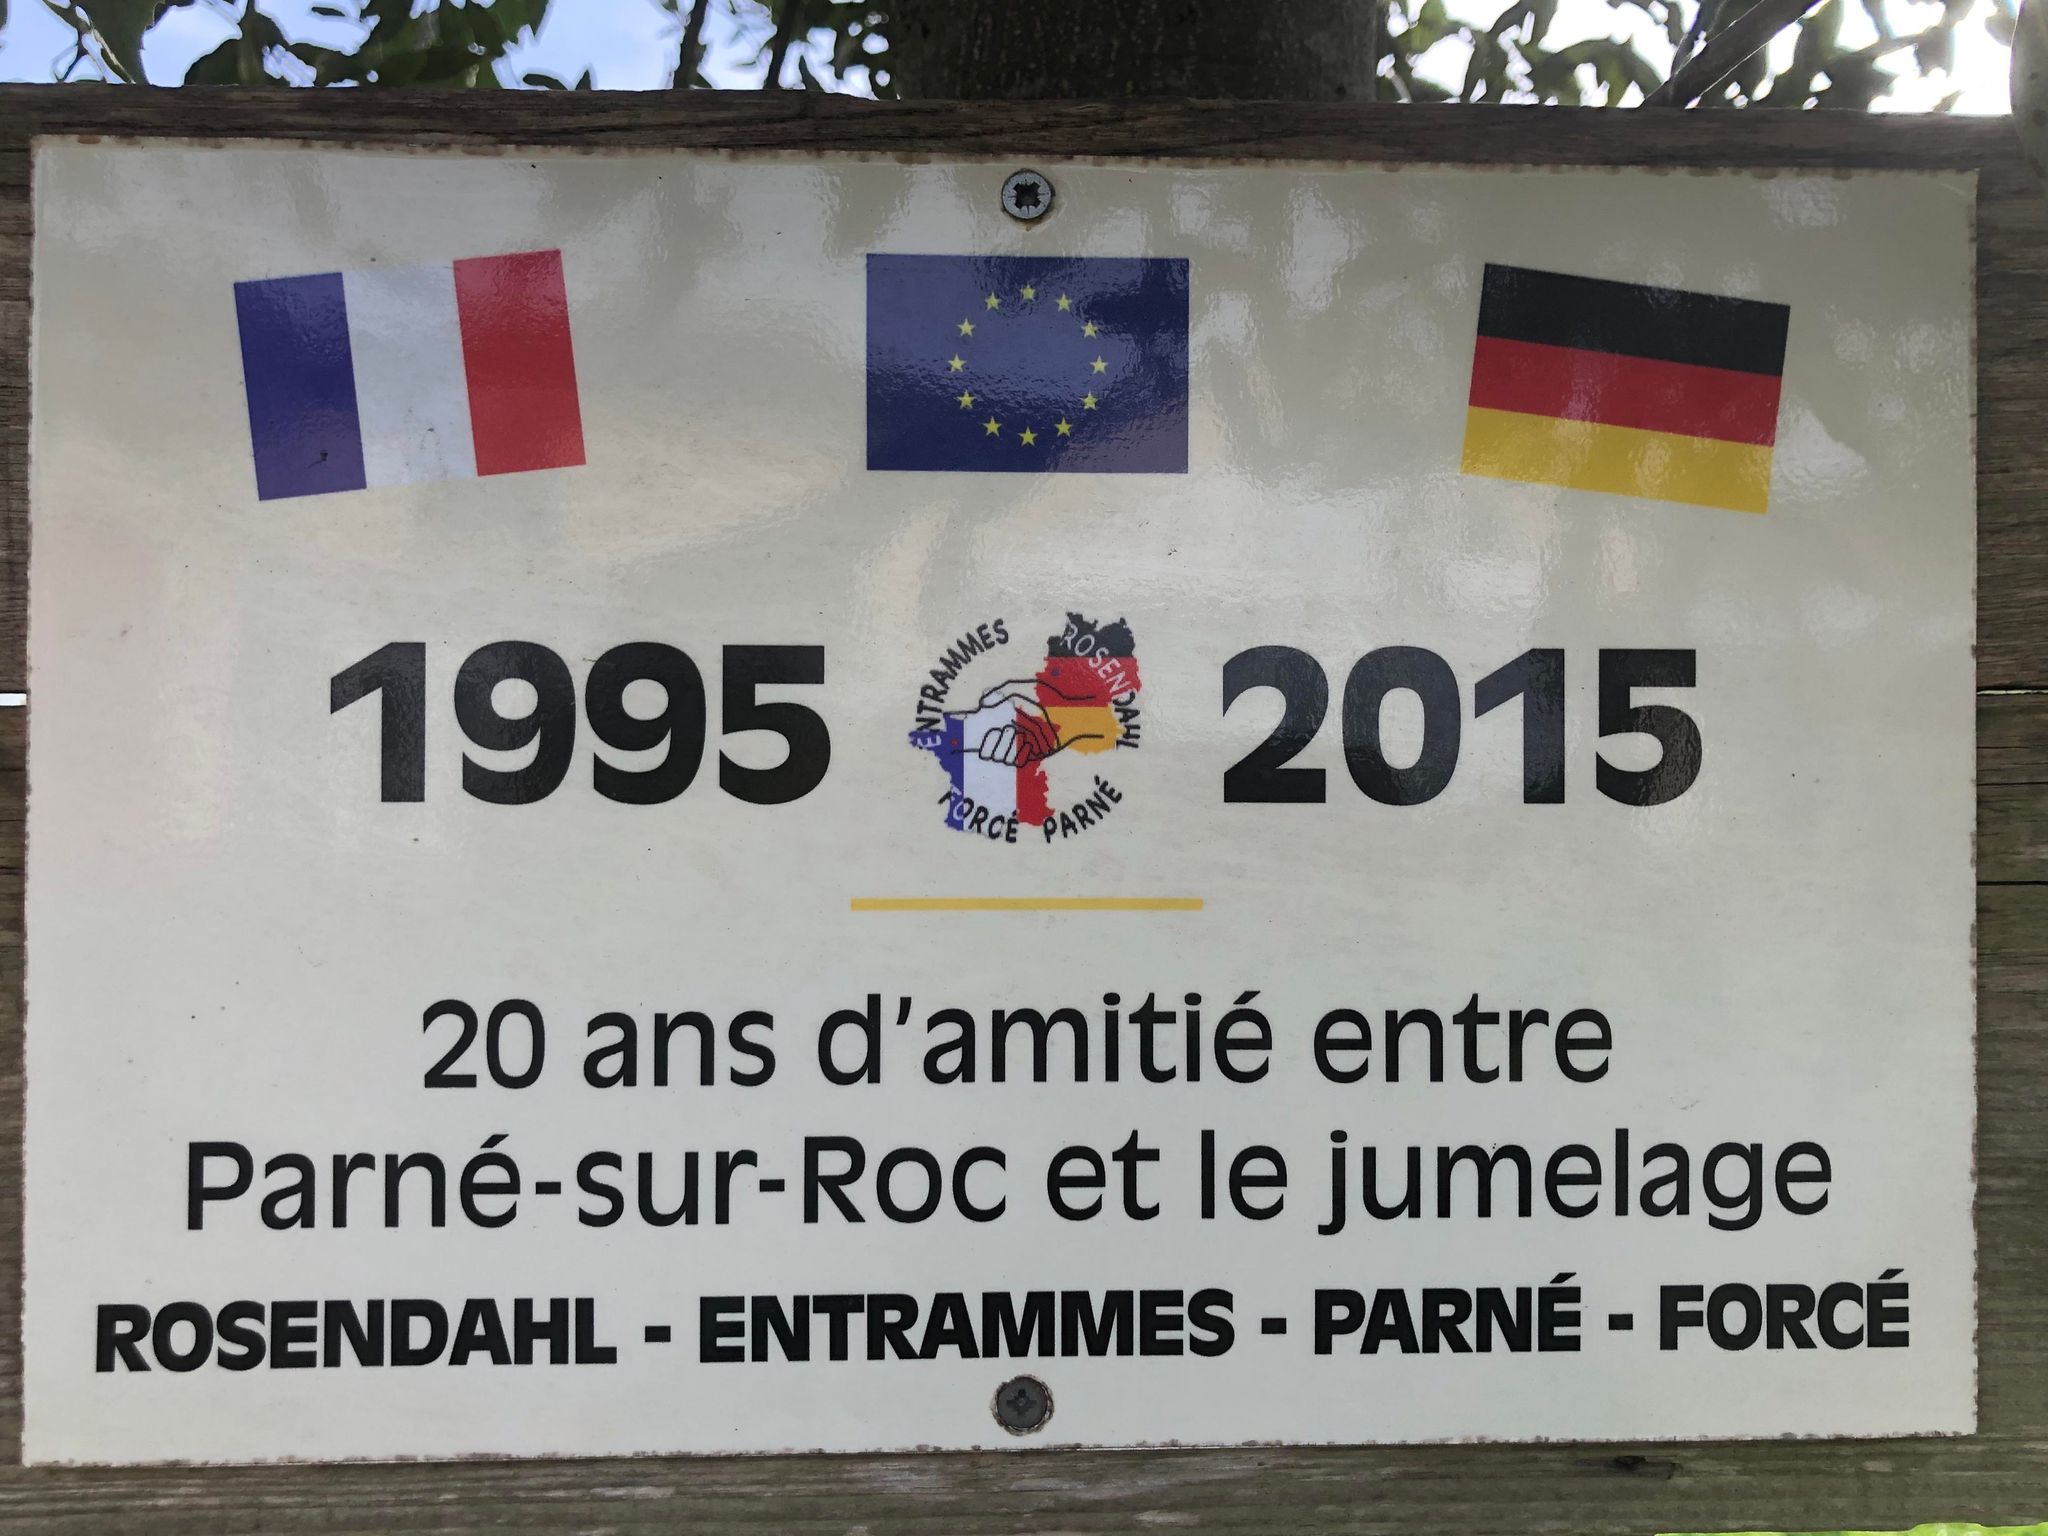 1995 2015
ENTRAMMES
ROSENDAHL
FORCÉ PARNÉ
20 ans d’amitié entre
Parné-sur-Roc et le jumelage
ROSENDAHL - ENTRAMMES - PARNÉ - FORCÉ